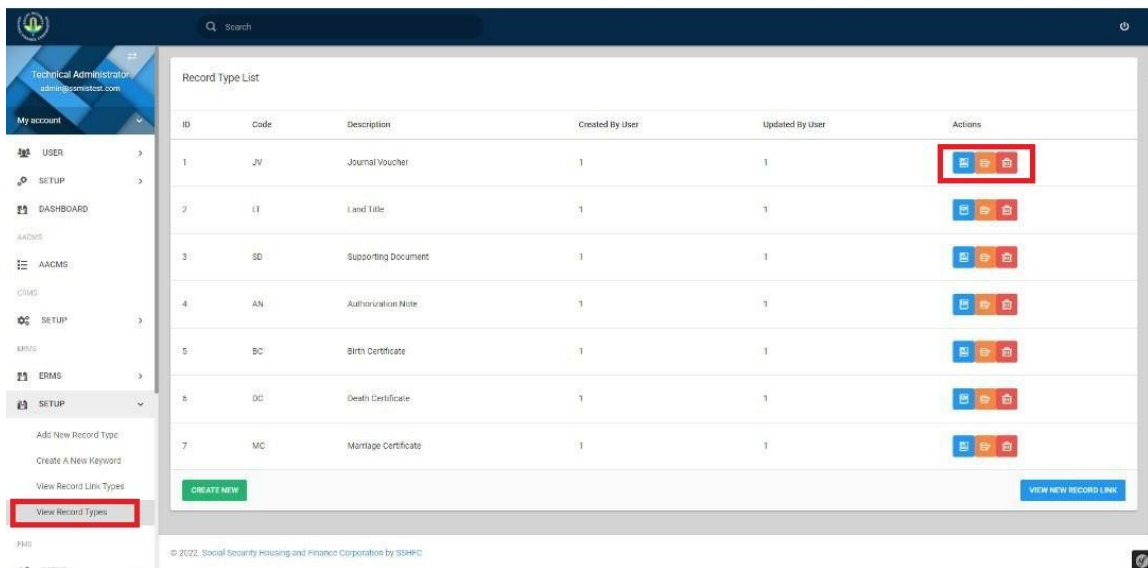 Search
Technical Administrator
admin@ssmistest.com
My account
USER
SETUP
DASHBOARD
AACMS
AACMS
CRMS
SETUP
ERMS
ERMS
SETUP
Add New Record Type
Create A New Keyword
View Record Link Types
View Record Types
Record Type List
ID Code Description Created By User Updated By User Actions
1 JV Journal Voucher 1 1
2 LT Land Title 1 1
3 SD Supporting Document 1 1
4 AN Authorization Note 1 1
5 BC Birth Certificate 1 1
6 DC Death Certificate 1 1
7 MC Marriage Certificate 1 1
CREATE NEW
VIEW NEW RECORD LINK
© 2022, Social Security Housing and Finance Corporation by SSHFC